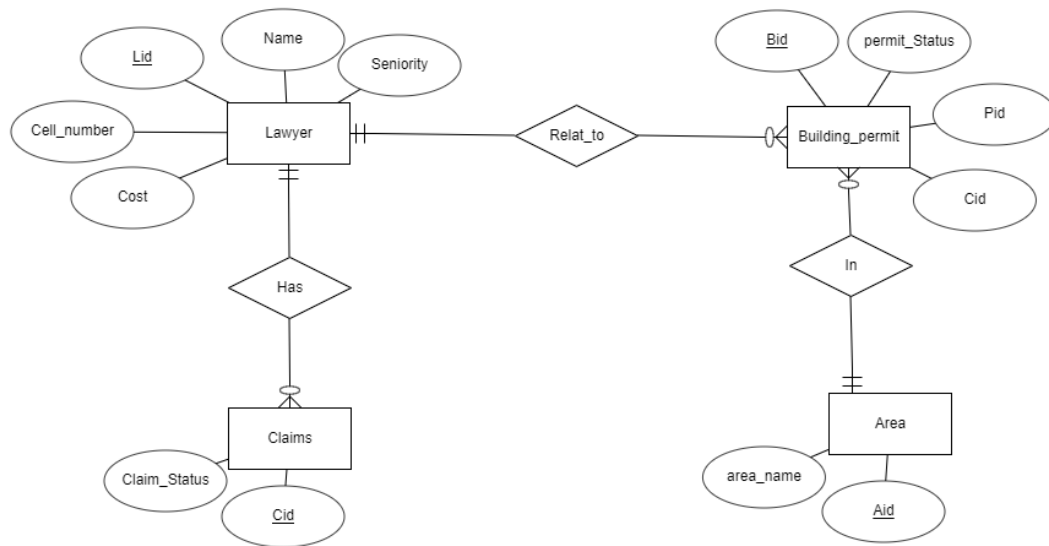 Name
Bid
permit_Status
Lid
Seniority
Pid
Cell_number
Lawyer
Relat_to
Building_permit
Cost
Cid
In
Has
Claims
Area
Claim_Status
area_name
Cid
Aid